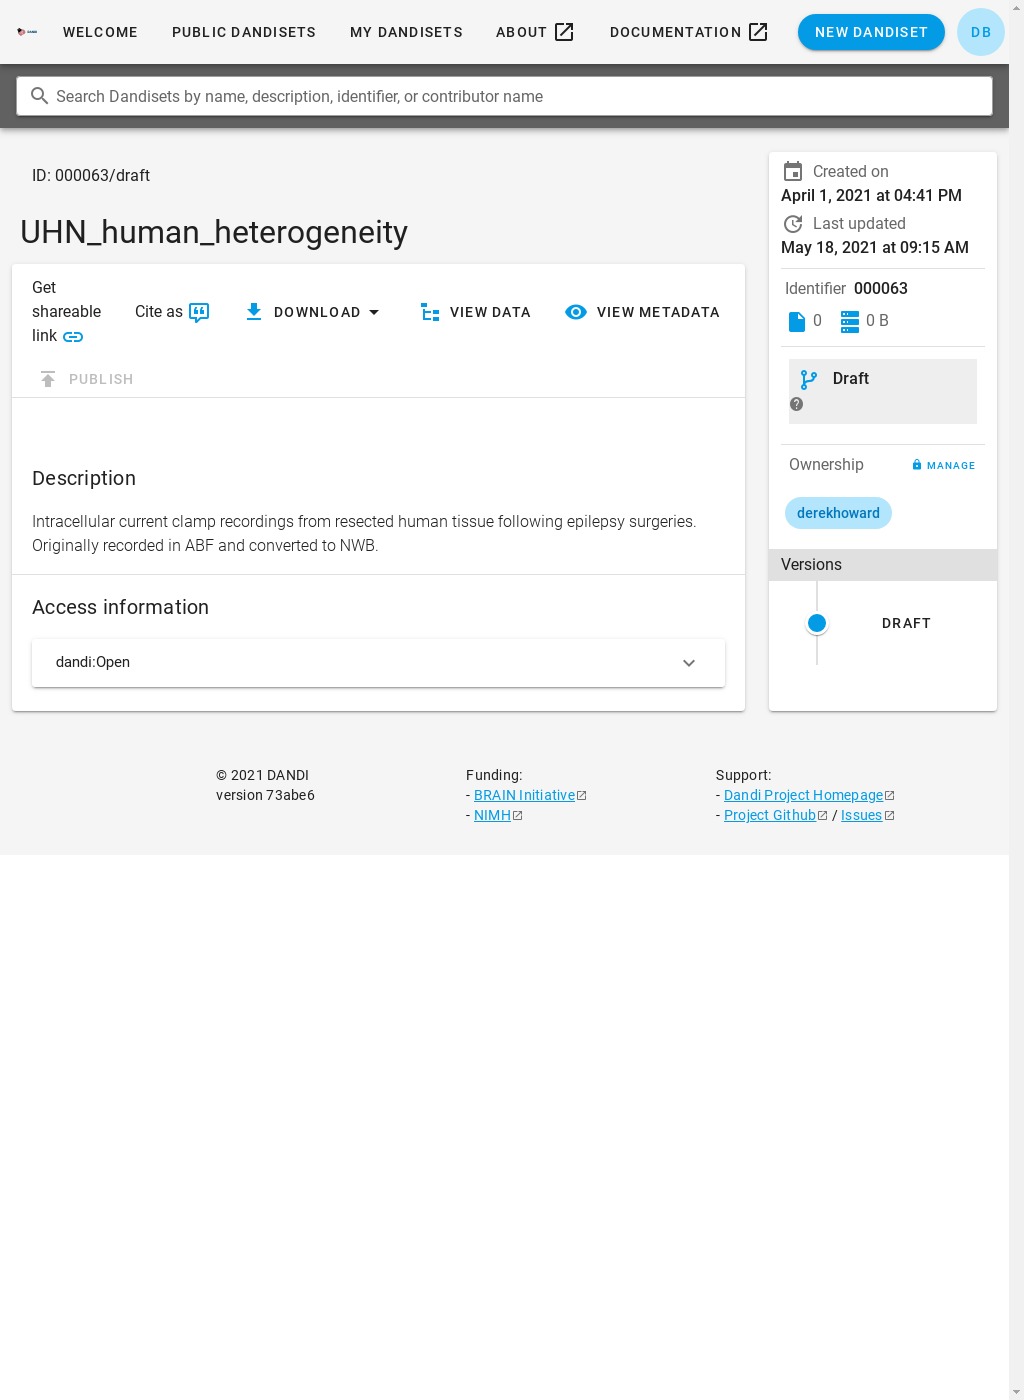 WELCOME PUBLIC DANDISETS MY DANDISETS ABOUT DOCUMENTATION NEW DANDISET DB
Search Dandisets by name, description, identifier, or contributor name
ID: 000063/draft
UHN_human_heterogeneity
Get
shareable
link
Cite as
DOWNLOAD
VIEW DATA
VIEW METADATA
PUBLISH
Description
Intracellular current clamp recordings from resected human tissue following epilepsy surgeries.
Originally recorded in ABF and converted to NWB.
Access information
dandi:Open
Created on
April 1, 2021 at 04:41 PM
Last updated
May 18, 2021 at 09:15 AM
Identifier 000063
0 0 B
Draft
Ownership MANAGE
derekhoward
Versions
DRAFT
© 2021 DANDI
version 73abe6
Funding:
- BRAIN Initiative
- NIMH
Support:
- Dandi Project Homepage
- Project Github / Issues